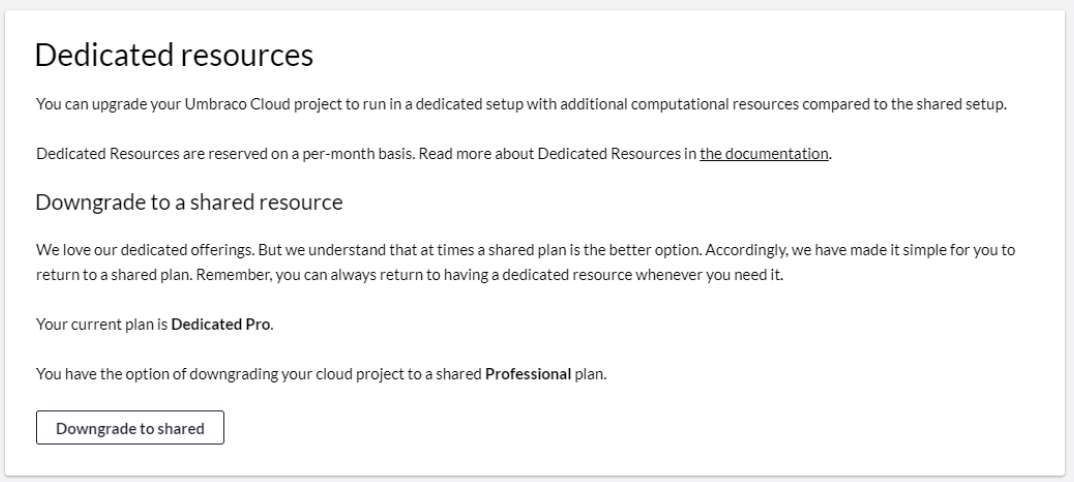 Dedicated resources
You can upgrade your Umbraco Cloud project to run in a dedicated setup with additional computational resources compared to the shared setup.
Dedicated Resources are reserved on a per-month basis. Read more about Dedicated Resources in the documentation.
Downgrade to a shared resource
We love our dedicated offerings. But we understand that at times a shared plan is the better option. Accordingly, we have made it simple for you to
return to a shared plan. Remember, you can always return to having a dedicated resource whenever you need it.
Your current plan is Dedicated Pro.
You have the option of downgrading your cloud project to a shared Professional plan.
Downgrade to shared